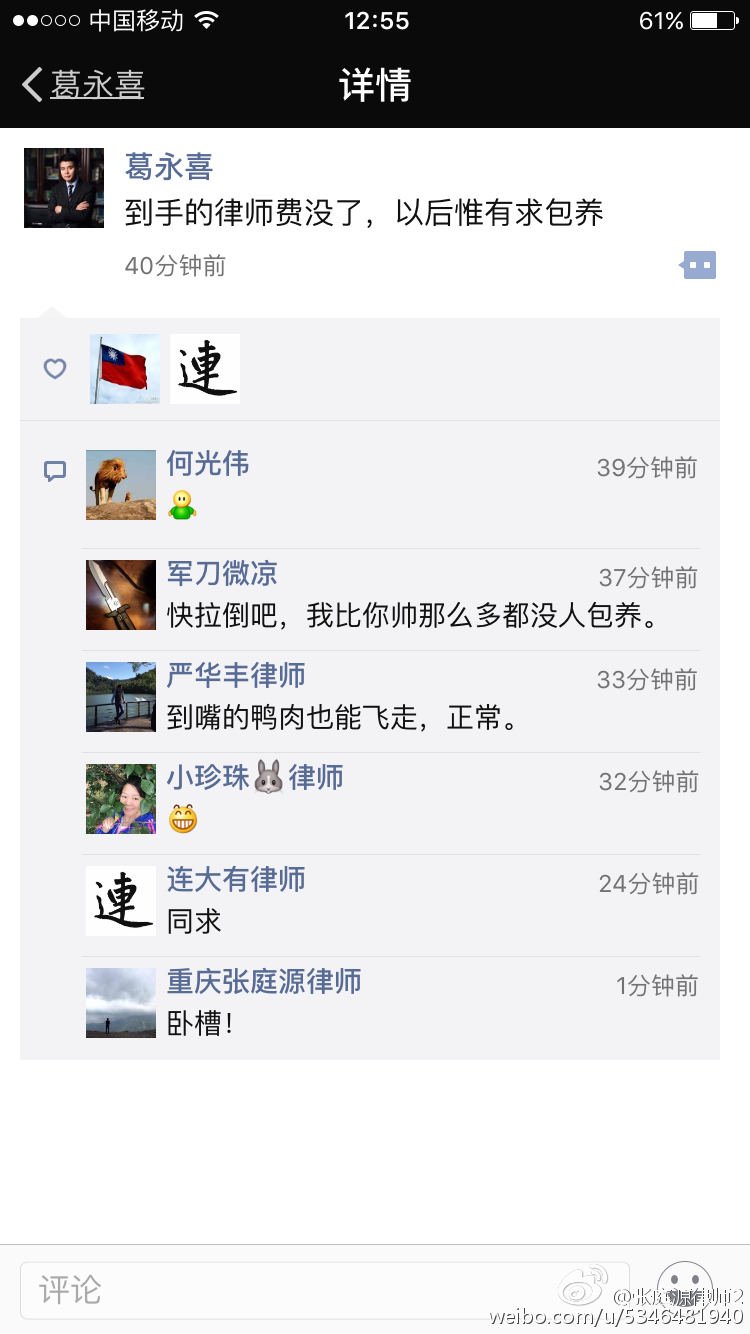 中国移动
12:55
61%
葛永喜
详情
葛永喜
到手的律师费没了，以后惟有求包养
40分钟前
連
何光伟
39分钟前
军刀微凉
37分钟前
快拉倒吧，我比你帅那么多都没人包养。
严华丰律师
33分钟前
到嘴的鸭肉也能飞走，正常。
小珍珠🐰律师
32分钟前
連
连大有律师
24分钟前
同求
重庆张庭源律师
1分钟前
卧槽！
评论
@张庭源律师2
weibo.com/u/5346481940